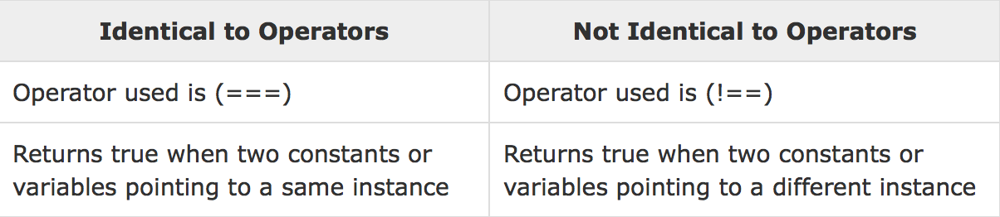 Identical to Operators
Not Identical to Operators
Operator used is (===)
Operator used is (!==)
Returns true when two constants or
variables pointing to a same instance
Returns true when two constants or
variables pointing to a different instance